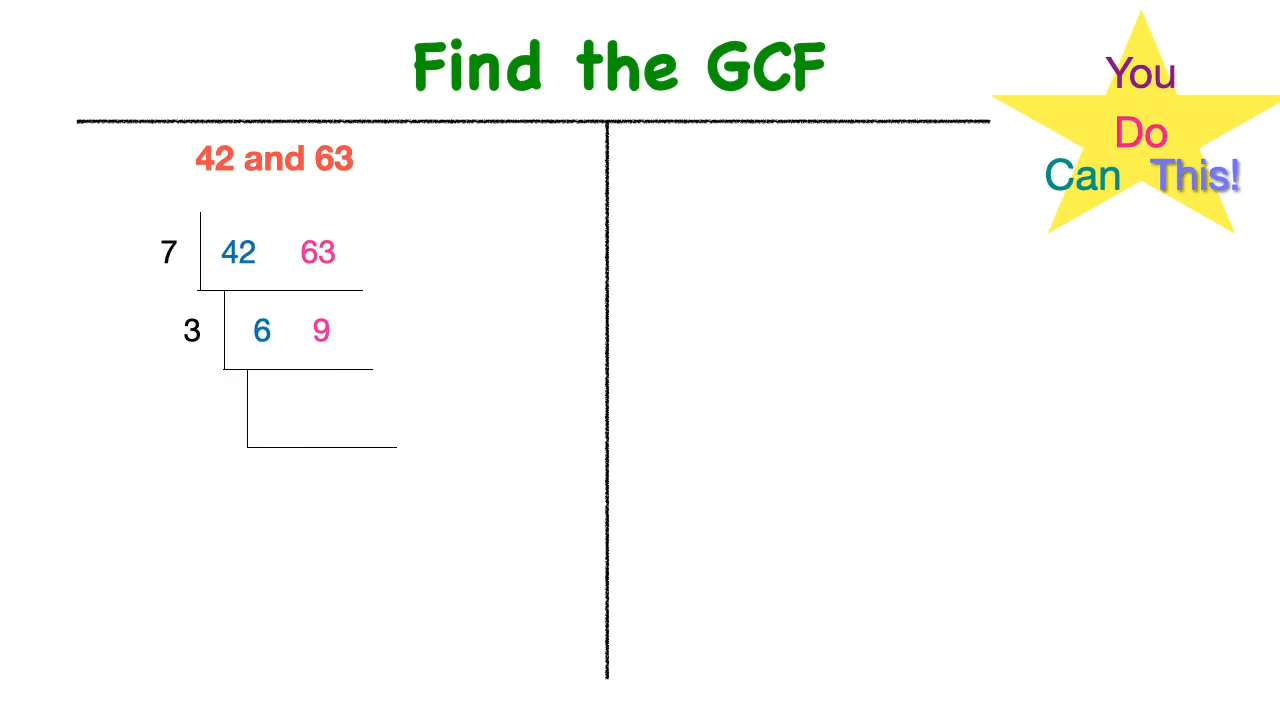 Find the GCF
You
Do
Can This!
42 and 63
7 42 63
3 6 9